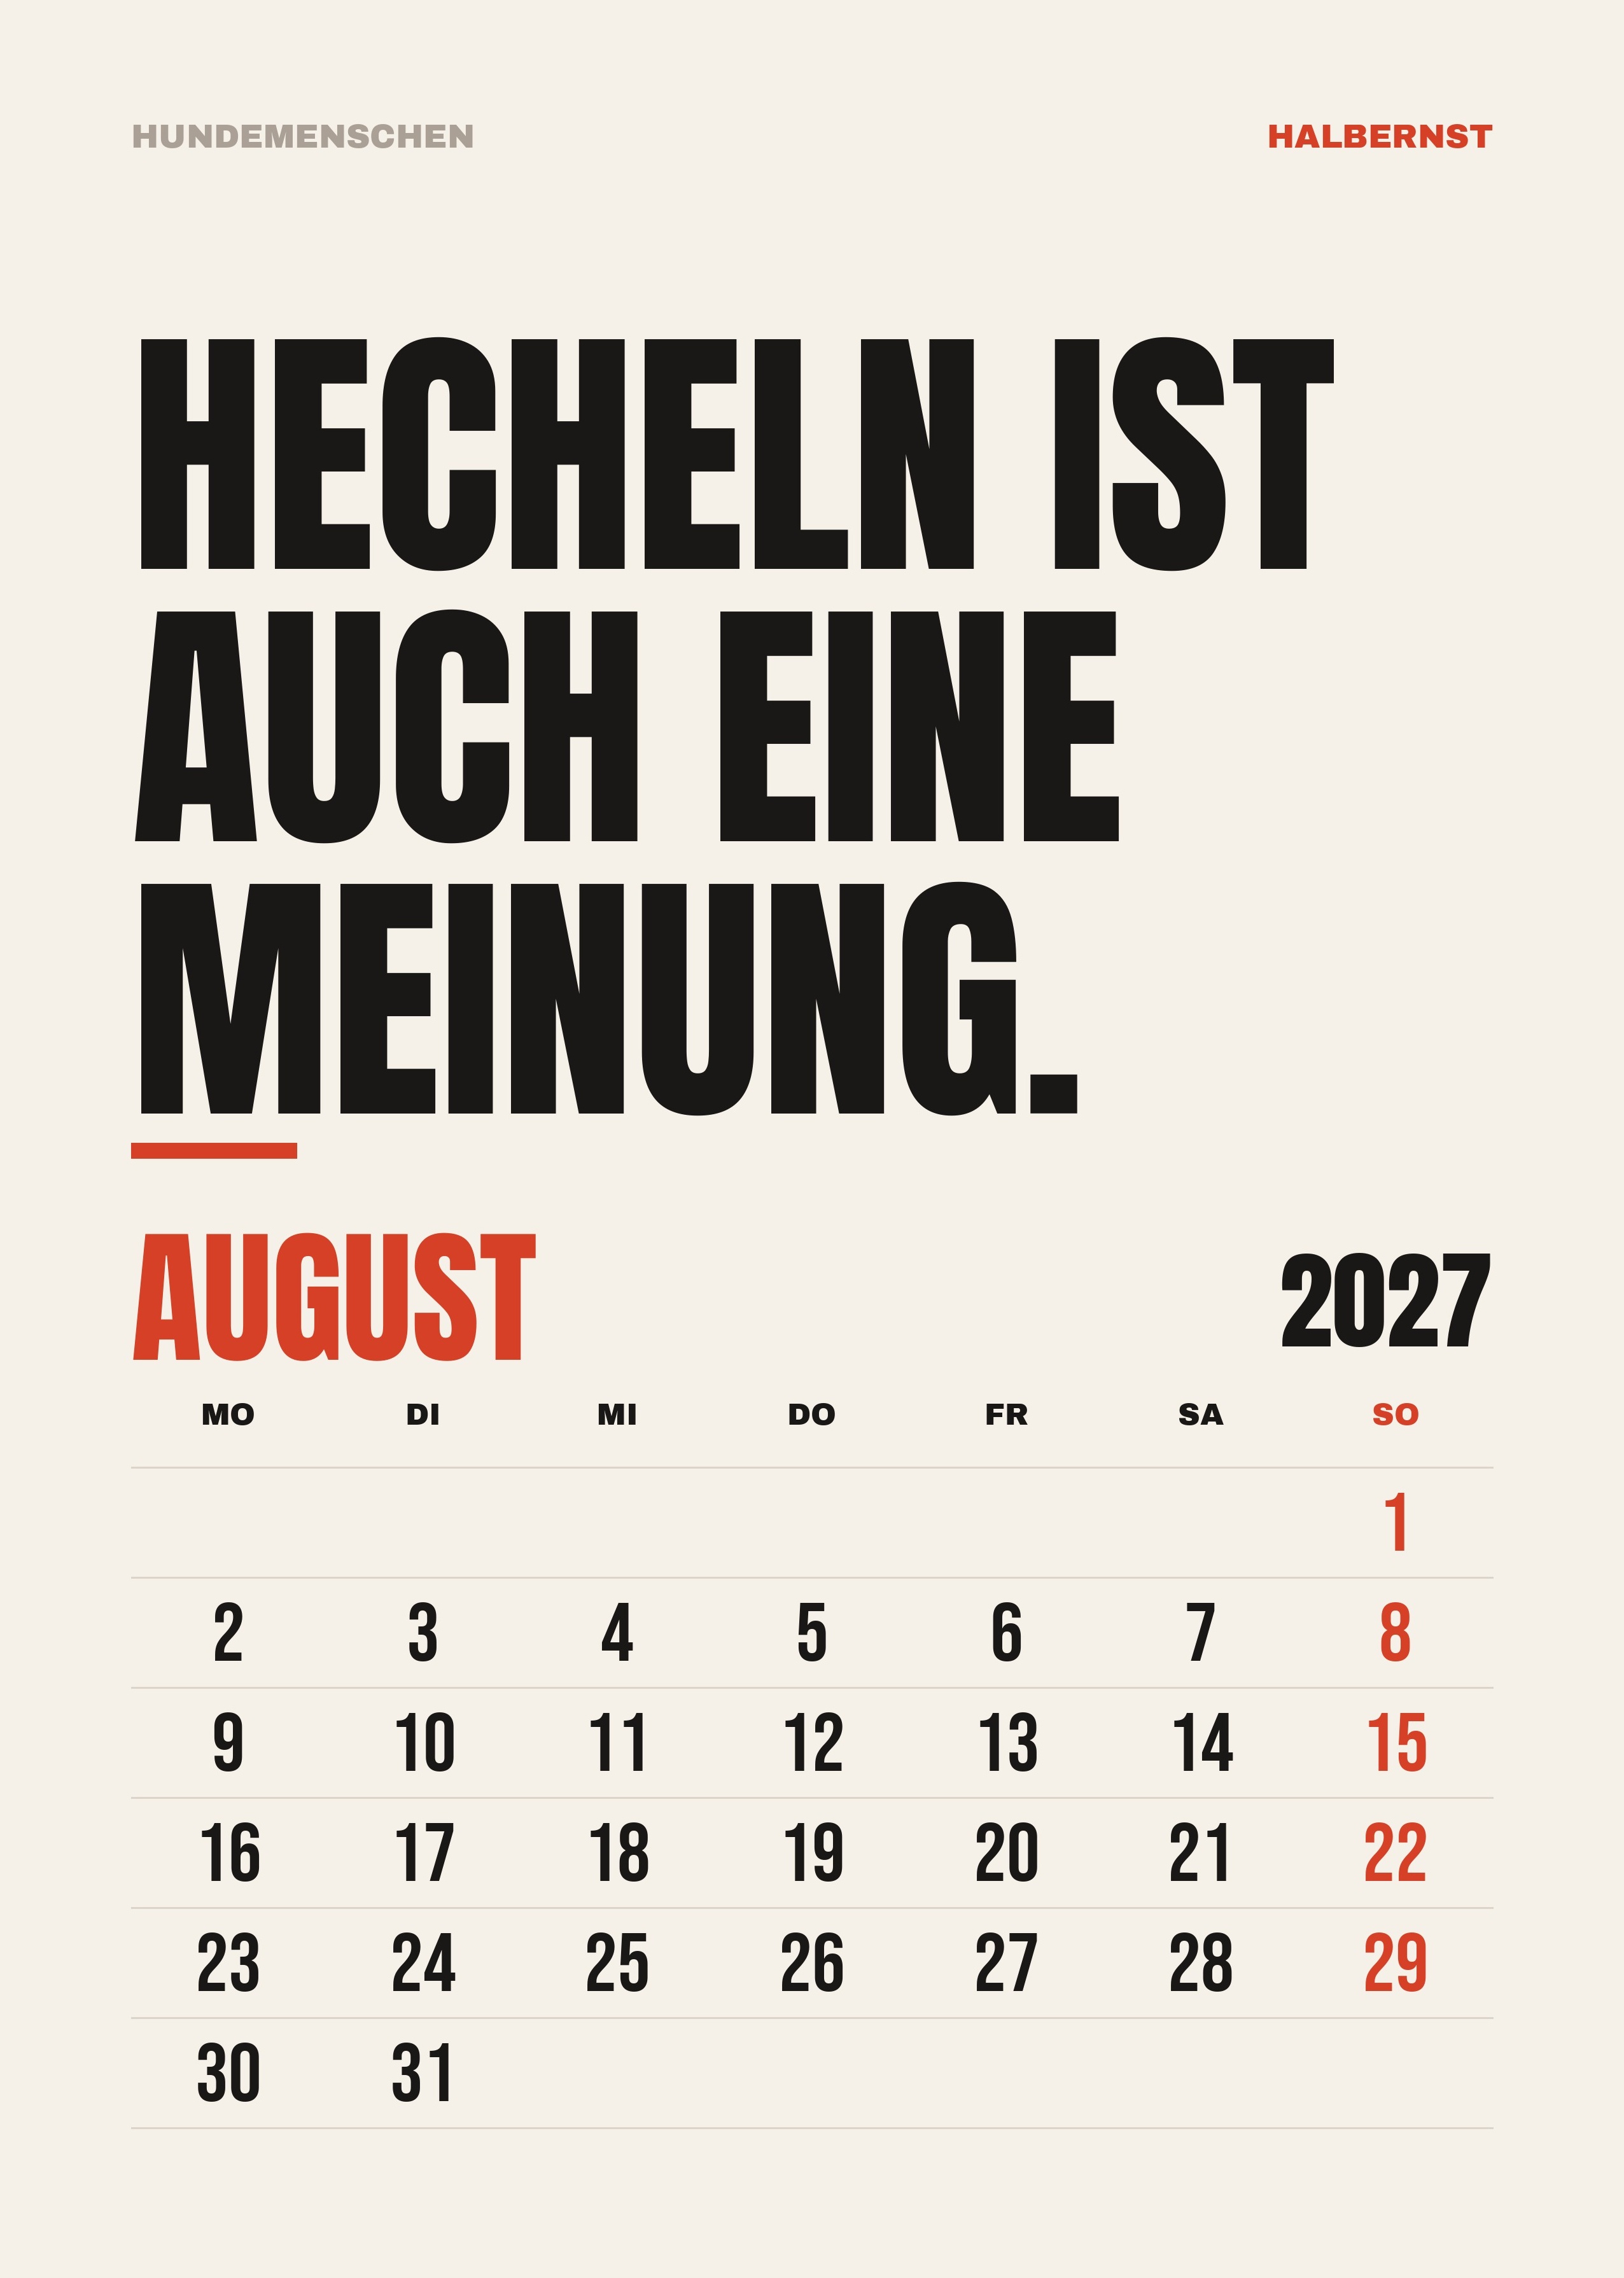 HUNDEMENSCHEN HALBERNST
HECHELN IST
AUCH EINE
MEINUNG.
AUGUST 2027
MO DI MI DO FR SA SO
1
2 3 4 5 6 7 8
9 10 11 12 13 14 15
16 17 18 19 20 21 22
23 24 25 26 27 28 29
30 31